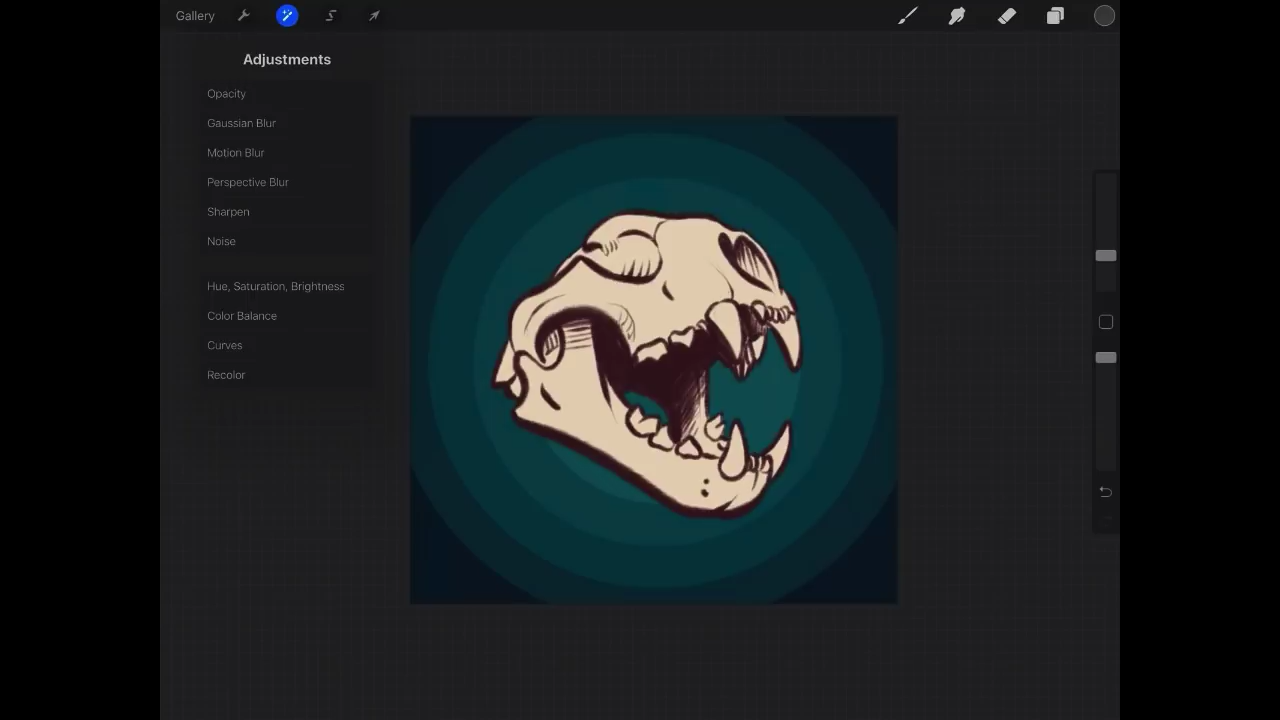 Gallery
Adjustments
Opacity
Gaussian Blur
Motion Blur
Perspective Blur
Sharpen
Noise
Hue, Saturation, Brightness
Color Balance
Curves
Recolor